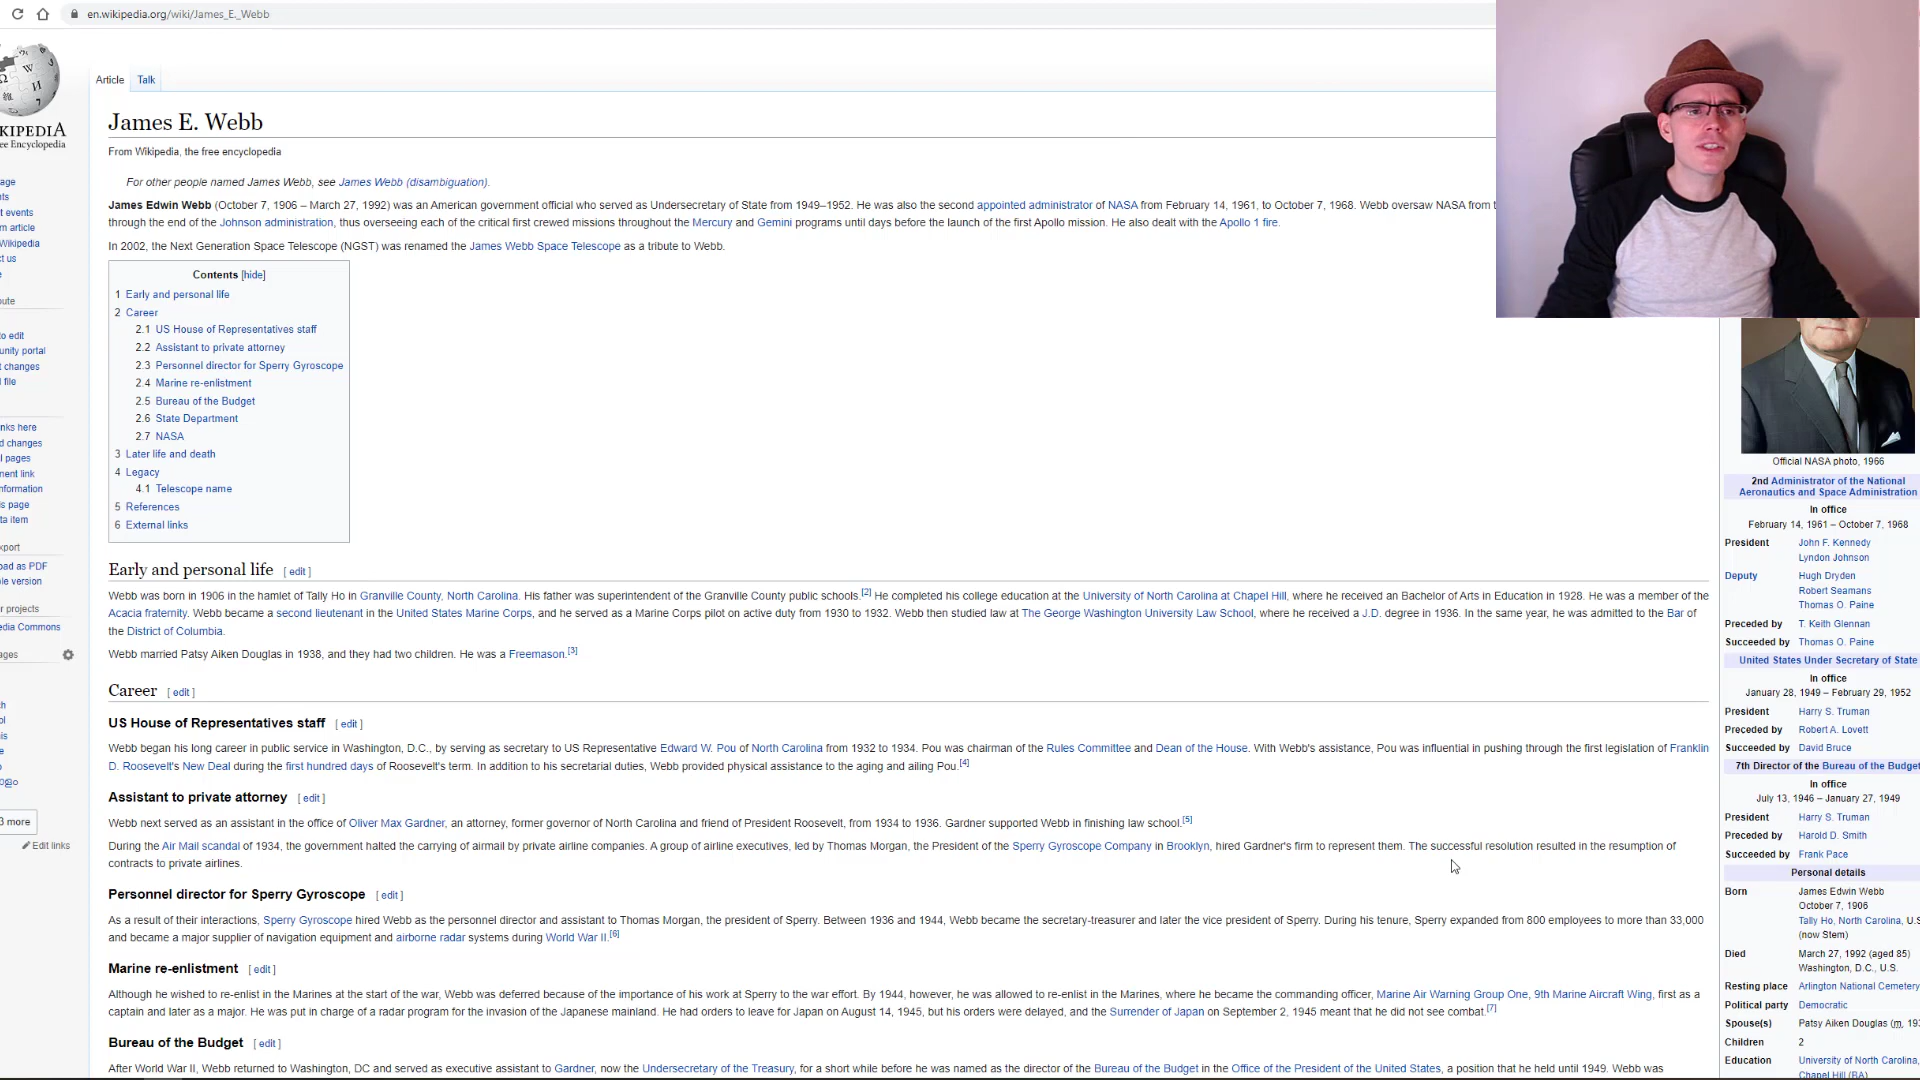 en.wikipedia.org/wiki/James_E._Webb
Article Talk
James E. Webb
From Wikipedia, the free encyclopedia
For other people named James Webb, see James Webb (disambiguation).
James Edwin Webb (October 7, 1906 – March 27, 1992) was an American government official who served as Undersecretary of State from 1949–1952. He was also the second appointed administrator of NASA from February 14, 1961, to October 7, 1968. Webb oversaw NASA from
through the end of the Johnson administration, thus overseeing each of the critical first crewed missions throughout the Mercury and Gemini programs until days before the launch of the first Apollo mission. He also dealt with the Apollo 1 fire.
In 2002, the Next Generation Space Telescope (NGST) was renamed the James Webb Space Telescope as a tribute to Webb.
Contents [hide]
1 Early and personal life
2 Career
2.1 US House of Representatives staff
2.2 Assistant to private attorney
2.3 Personnel director for Sperry Gyroscope
2.4 Marine re-enlistment
2.5 Bureau of the Budget
2.6 State Department
2.7 NASA
3 Later life and death
4 Legacy
4.1 Telescope name
5 References
6 External links
Early and personal life [ edit ]
Webb was born in 1906 in the hamlet of Tally Ho in Granville County, North Carolina. His father was superintendent of the Granville County public schools.[2] He completed his college education at the University of North Carolina at Chapel Hill, where he received an Bachelor of Arts in Education in 1928. He was a member of the
Acacia fraternity. Webb became a second lieutenant in the United States Marine Corps, and he served as a Marine Corps pilot on active duty from 1930 to 1932. Webb then studied law at The George Washington University Law School, where he received a J.D. degree in 1936. In the same year, he was admitted to the Bar of
the District of Columbia.
Webb married Patsy Aiken Douglas in 1938, and they had two children. He was a Freemason.[3]
Career [ edit ]
US House of Representatives staff [ edit ]
Webb began his long career in public service in Washington, D.C., by serving as secretary to US Representative Edward W. Pou of North Carolina from 1932 to 1934. Pou was chairman of the Rules Committee and Dean of the House. With Webb's assistance, Pou was influential in pushing through the first legislation of Franklin
D. Roosevelt's New Deal during the first hundred days of Roosevelt's term. In addition to his secretarial duties, Webb provided physical assistance to the aging and ailing Pou.[4]
Assistant to private attorney [ edit ]
Webb next served as an assistant in the office of Oliver Max Gardner, an attorney, former governor of North Carolina and friend of President Roosevelt, from 1934 to 1936. Gardner supported Webb in finishing law school.[5]
During the Air Mail scandal of 1934, the government halted the carrying of airmail by private airline companies. A group of airline executives, led by Thomas Morgan, the President of the Sperry Gyroscope Company in Brooklyn, hired Gardner's firm to represent them. The successful resolution resulted in the resumption of
contracts to private airlines.
Personnel director for Sperry Gyroscope [ edit ]
As a result of their interactions, Sperry Gyroscope hired Webb as the personnel director and assistant to Thomas Morgan, the president of Sperry. Between 1936 and 1944, Webb became the secretary-treasurer and later the vice president of Sperry. During his tenure, Sperry expanded from 800 employees to more than 33,000
and became a major supplier of navigation equipment and airborne radar systems during World War II.[6]
Marine re-enlistment [ edit ]
Although he wished to re-enlist in the Marines at the start of the war, Webb was deferred because of the importance of his work at Sperry to the war effort. By 1944, however, he was allowed to re-enlist in the Marines, where he became the commanding officer, Marine Air Warning Group One, 9th Marine Aircraft Wing, first as a
captain and later as a major. He was put in charge of a radar program for the invasion of the Japanese mainland. He had orders to leave for Japan on August 14, 1945, but his orders were delayed, and the Surrender of Japan on September 2, 1945 meant that he did not see combat.[7]
Bureau of the Budget [ edit ]
After World War II, Webb returned to Washington, DC and served as executive assistant to Gardner, now the Undersecretary of the Treasury, for a short while before he was named as the director of the Bureau of the Budget in the Office of the President of the United States, a position that he held until 1949. Webb was
Official NASA photo, 1966
2nd Administrator of the National
Aeronautics and Space Administration
In office
February 14, 1961 – October 7, 1968
President John F. Kennedy
Lyndon Johnson
Deputy Hugh Dryden
Robert Seamans
Thomas O. Paine
Preceded by T. Keith Glennan
Succeeded by Thomas O. Paine
United States Under Secretary of State
In office
January 28, 1949 – February 29, 1952
President Harry S. Truman
Preceded by Robert A. Lovett
Succeeded by David Bruce
7th Director of the Bureau of the Budget
In office
July 13, 1946 – January 27, 1949
President Harry S. Truman
Preceded by Harold D. Smith
Succeeded by Frank Pace
Personal details
Born James Edwin Webb
October 7, 1906
Tally Ho, North Carolina, U.S
(now Stem)
Died March 27, 1992 (aged 85)
Washington, D.C., U.S.
Resting place Arlington National Cemetery
Political party Democratic
Spouse(s) Patsy Aiken Douglas (m, 193
Children 2
Education University of North Carolina,
Chapel Hill (BA)
KIPEDIA
ee Encyclopedia
age
nts
t events
m article
Wikipedia
ct us
bute
to edit
unity portal
t changes
file
nks here
d changes
l pages
nent link
nformation
is page
ta item
xport
oad as PDF
le version
r projects
edia Commons
ages
3 more
Edit links